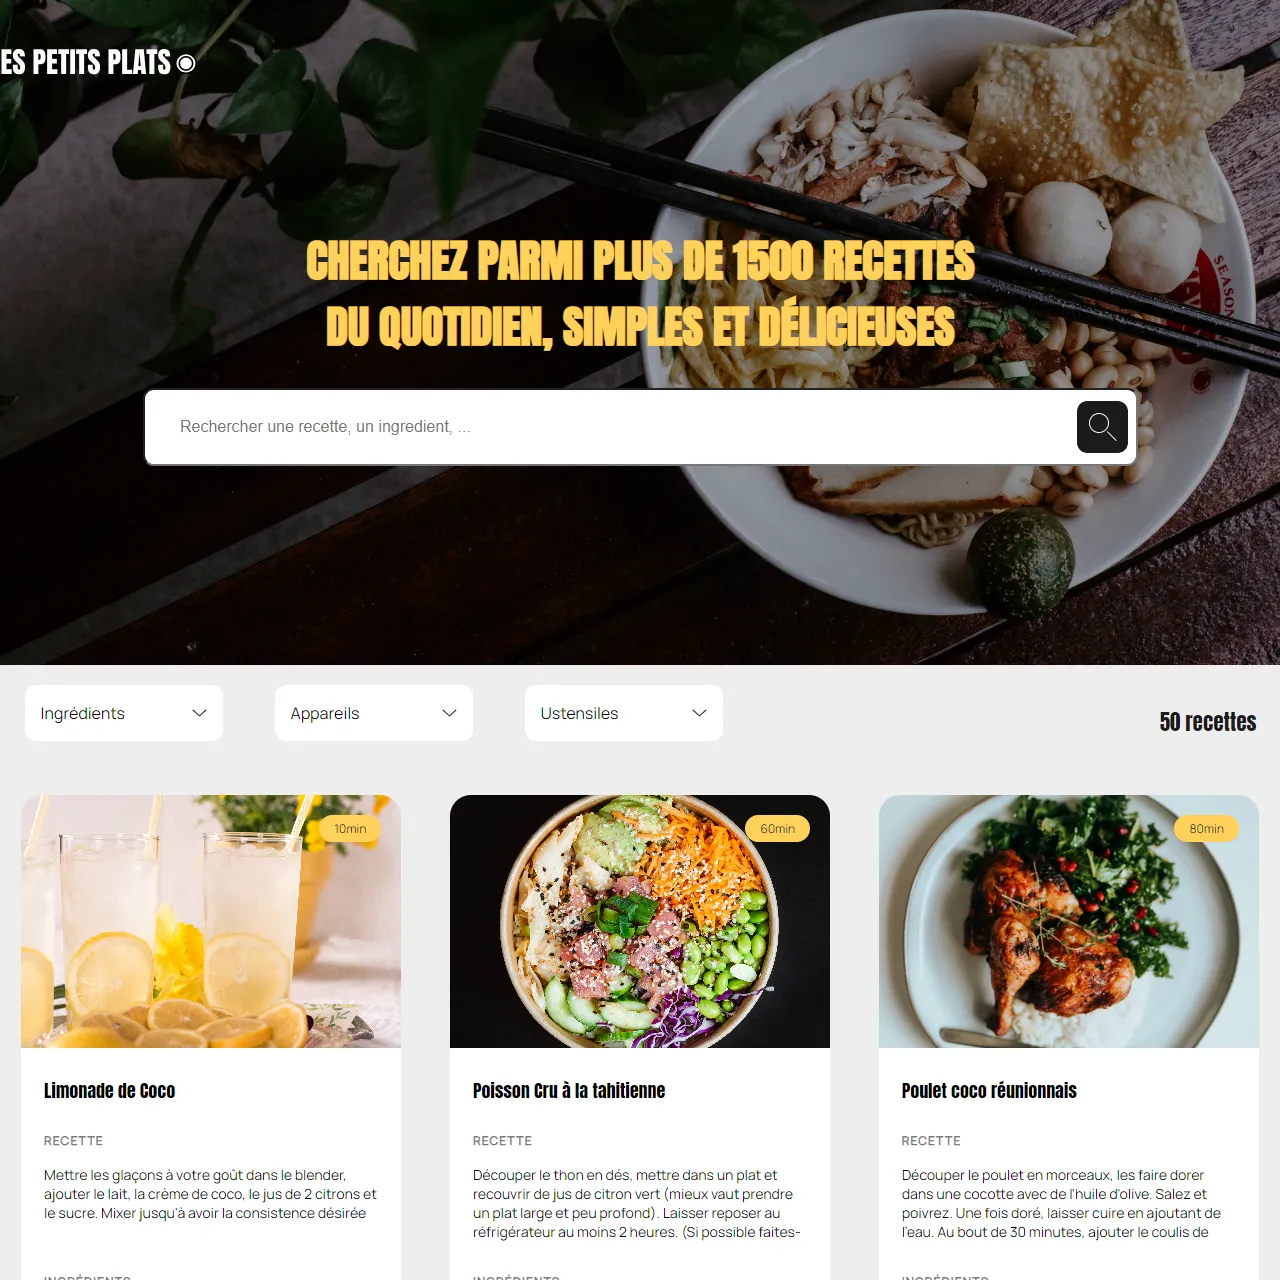 ES PETITS PLATS
CHERCHEZ PARMI PLUS DE 1500 RECETTES
DU QUOTIDIEN, SIMPLES ET DÉLICIEUSES
Rechercher une recette, un ingredient, ...
SEASON
Ingrédients
Appareils
Ustensiles
50 recettes
10min
60min
80min
Limonade de Coco
RECETTE
Mettre les glaçons à votre goût dans le blender,
ajouter le lait, la crème de coco, le jus de 2 citrons et
le sucre. Mixer jusqu'à avoir la consistence désirée
INGRÉDIENTS
Poisson Cru à la tahitienne
RECETTE
Découper le thon en dés, mettre dans un plat et
recouvrir de jus de citron vert (mieux vaut prendre
un plat large et peu profond). Laisser reposer au
réfrigérateur au moins 2 heures. (Si possible faites-
INGRÉDIENTS
Poulet coco réunionnais
RECETTE
Découper le poulet en morceaux, les faire dorer
dans une cocotte avec de l'huile d'olive. Salez et
poivrez. Une fois doré, laisser cuire en ajoutant de
l'eau. Au bout de 30 minutes, ajouter le coulis de
INGRÉDIENTS